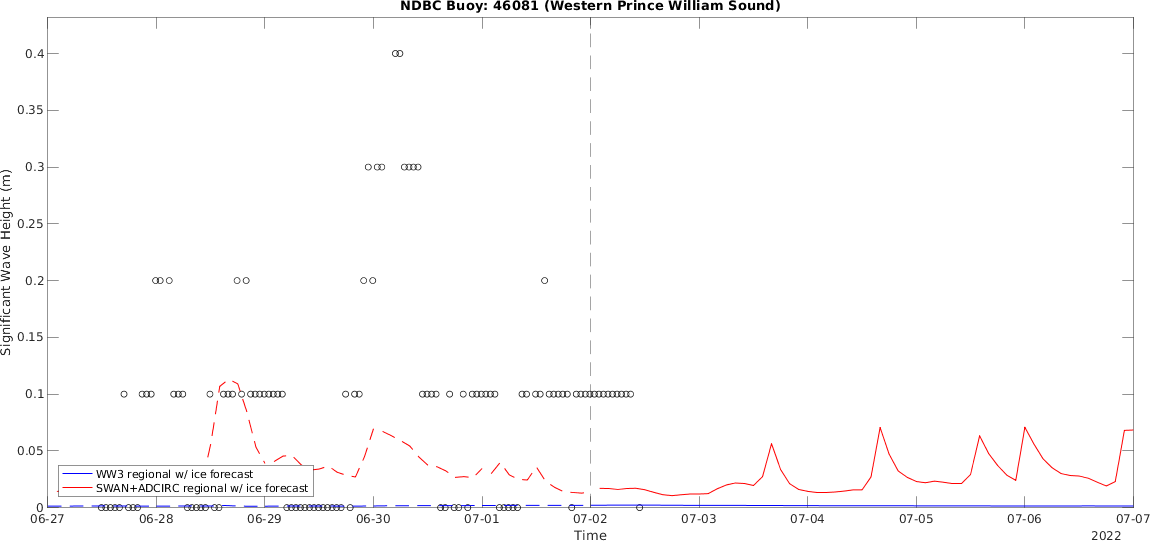 NDBC Buoy: 46081 (Western Prince William Sound)
Significant Wave Height (m)
0.4
0.35
0.3
0.25
0.2
0.15
0.1
0.05
0
WW3 regional w/ ice forecast
SWAN+ADCIRC regional w/ ice forecast
06-27 06-28 06-29 06-30 07-01 07-02 07-03 07-04 07-05 07-06 07-07
Time
2022